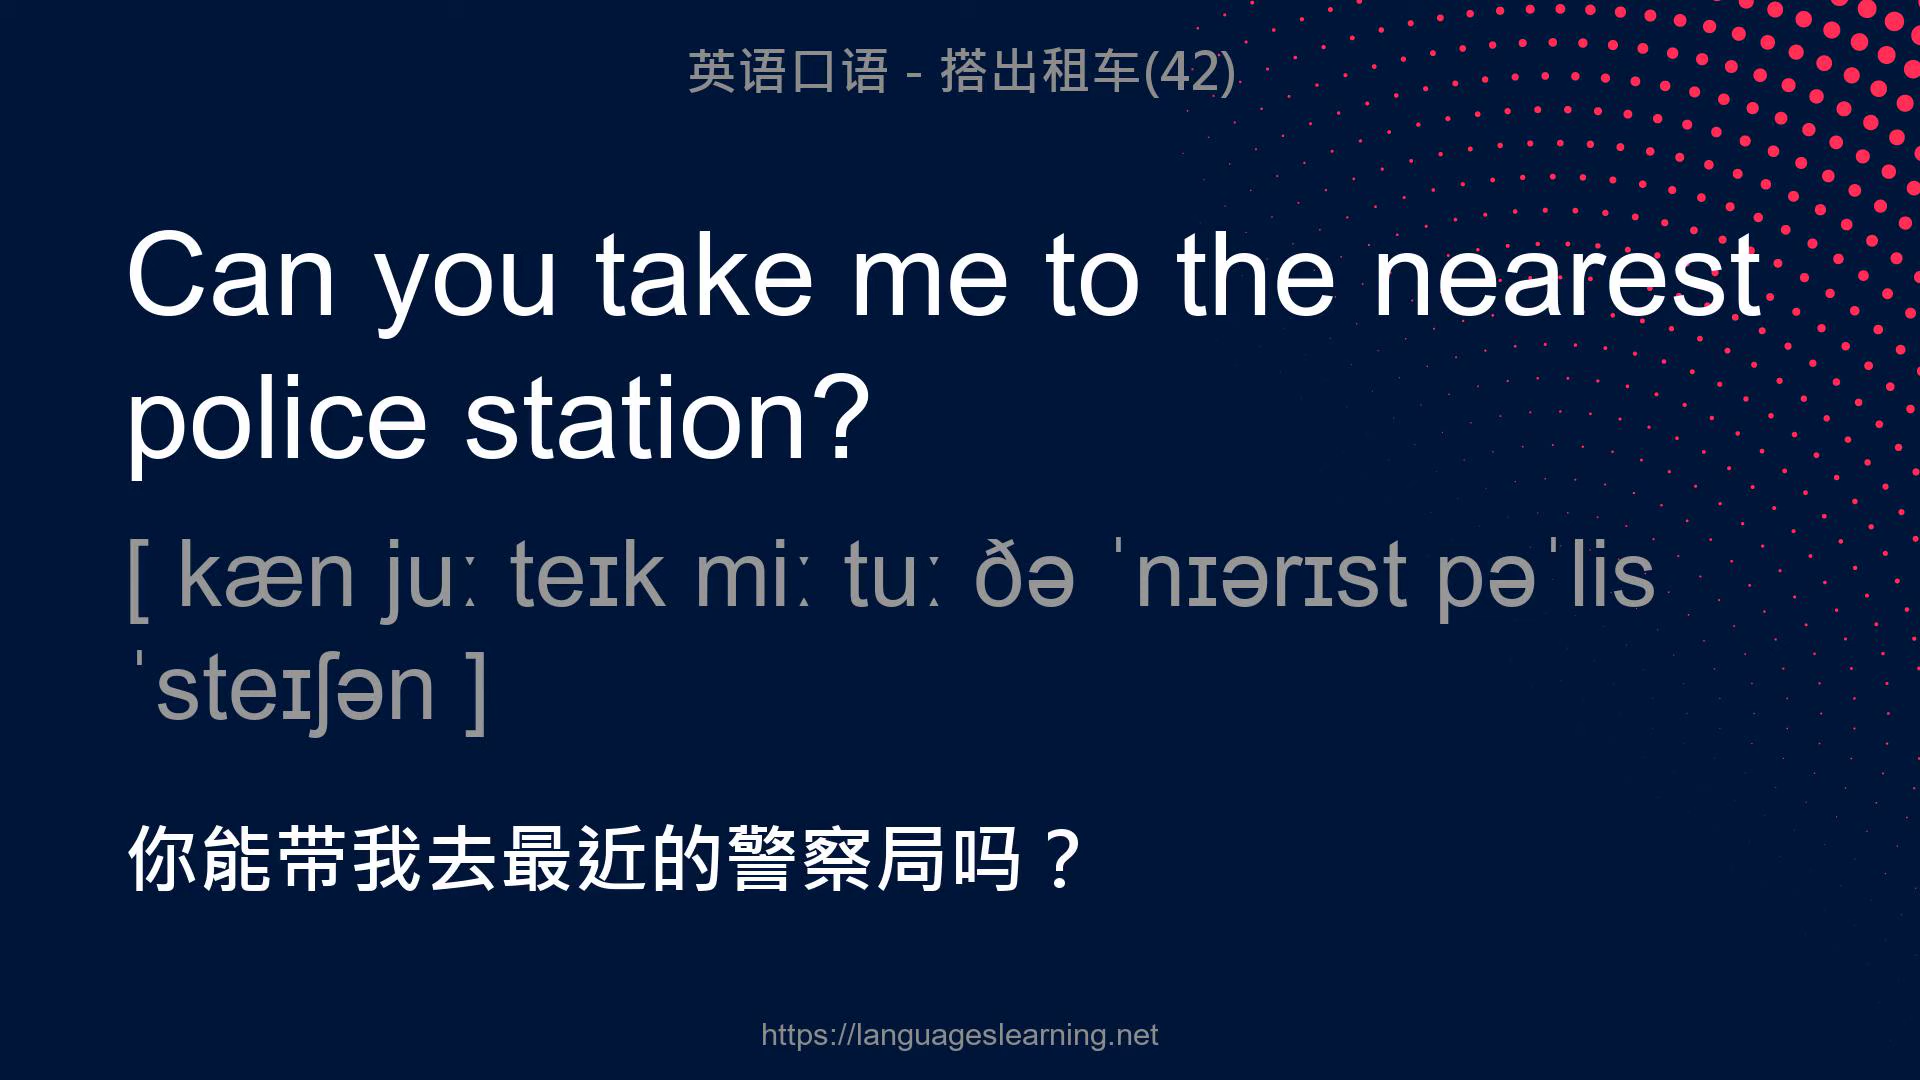 英语口语 - 搭出租车(42)
Can you take me to the nearest
police station?
[ kæn juː teɪk miː tuː ðə ˈnɪərɪst pəˈlis
ˈsteɪʃən ]
你能带我去最近的警察局吗？
https://languageslearning.net